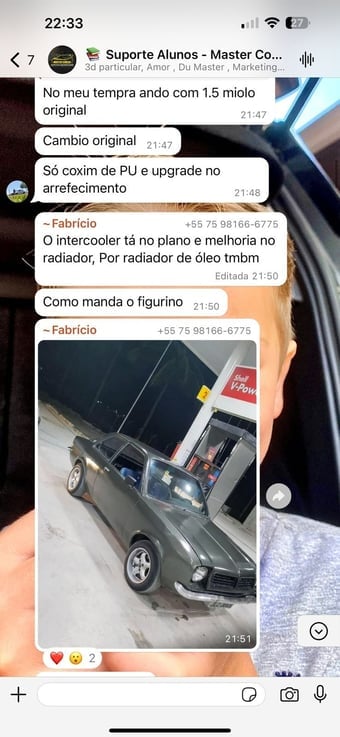 22:33
27
7
📚 Suporte Alunos - Master Co...
3d particular, Amor , Du Master , Marketing...
No meu tempra ando com 1.5 miolo
original
21:47
Cambio original 21:47
Só coxim de PU e upgrade no
arrefecimento
21:48
~Fabrício +55 75 98166-6775
O intercooler tá no plano e melhoria no
radiador, Por radiador de óleo tmbm
Editada 21:50
Como manda o figurino 21:50
~Fabrício +55 75 98166-6775
2
Shell
V-Pow
21:51
❤️ 😮 2